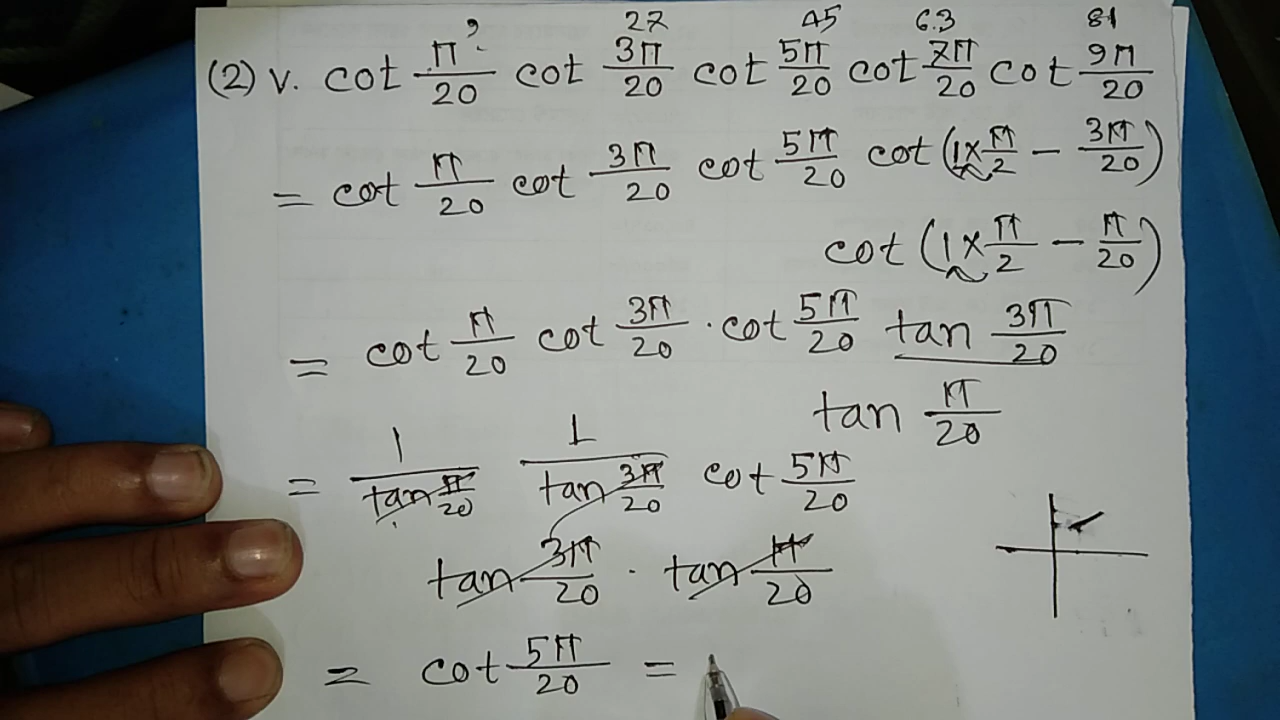 27 45 63 81
(2) v. cot π/20 cot 3π/20 cot 5π/20 cot 7π/20 cot 9π/20
= cot π/20 cot 3π/20 cot 5π/20 cot (1×π/2 − 3π/20)
cot (1×π/2 − π/20)
= cot π/20 cot 3π/20 · cot 5π/20 tan 3π/20
tan π/20
= 1/tan π/20 1/tan 3π/20 cot 5π/20
tan 3π/20 · tan π/20
= cot 5π/20 =